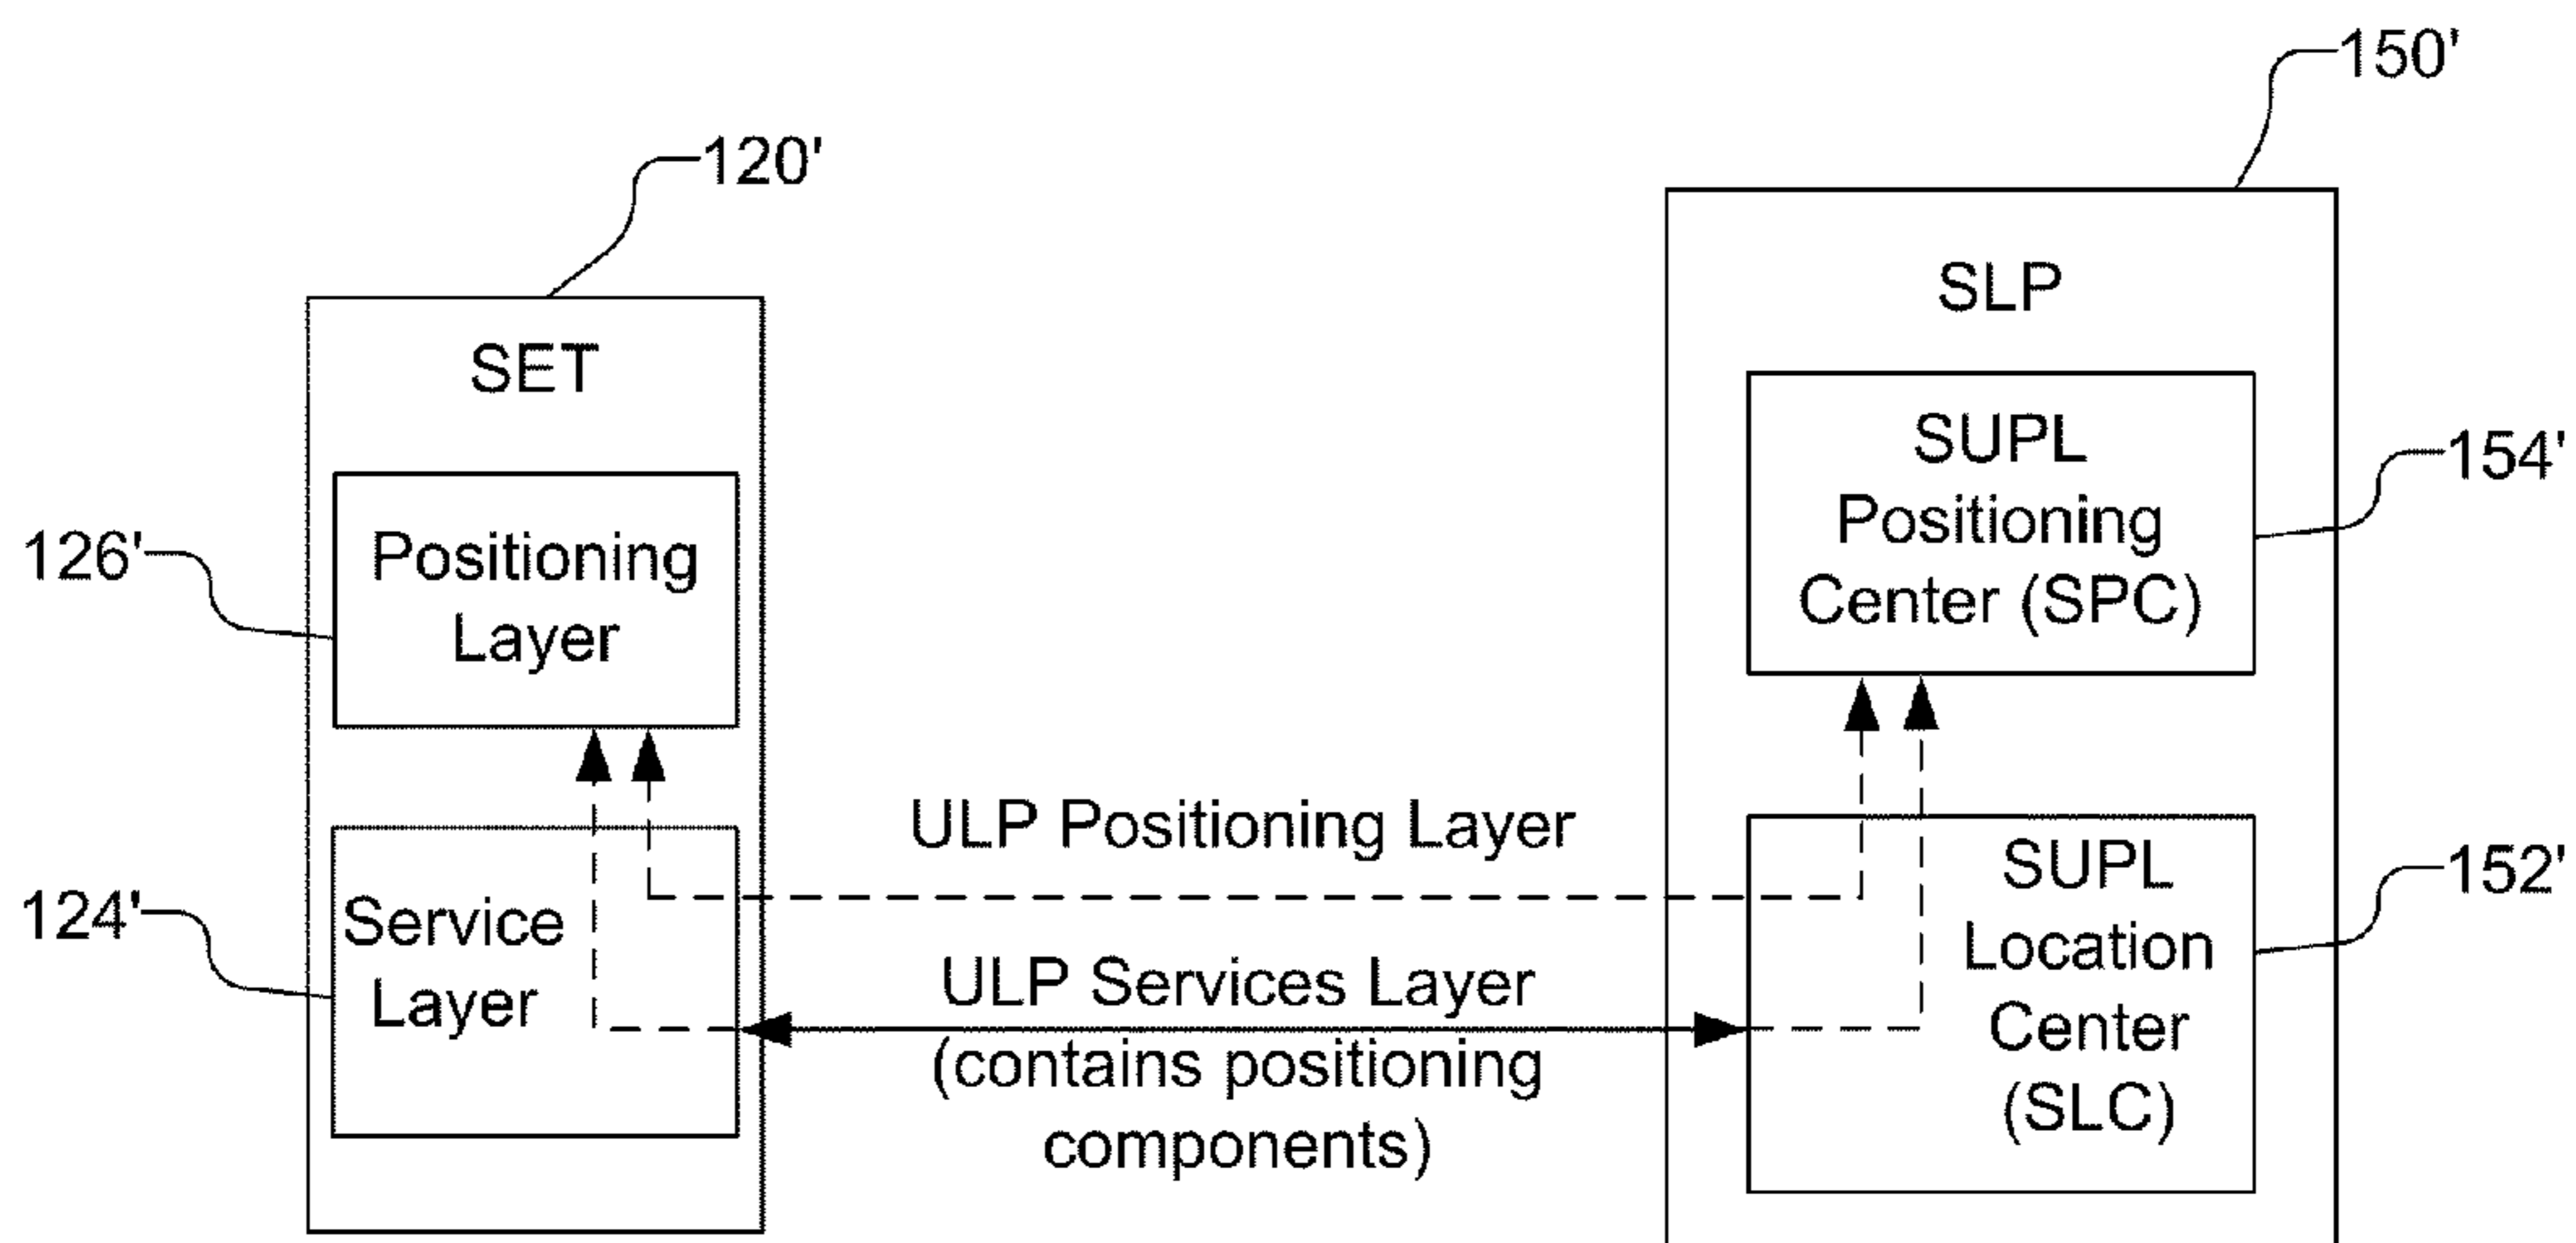 150'
120'
SLP
SET
SUPL
Positioning
Center (SPC)
154'
126'
Positioning
Layer
ULP Positioning Layer
SUPL
Location
Center
(SLC)
152'
124'
Service
Layer
ULP Services Layer
(contains positioning
components)